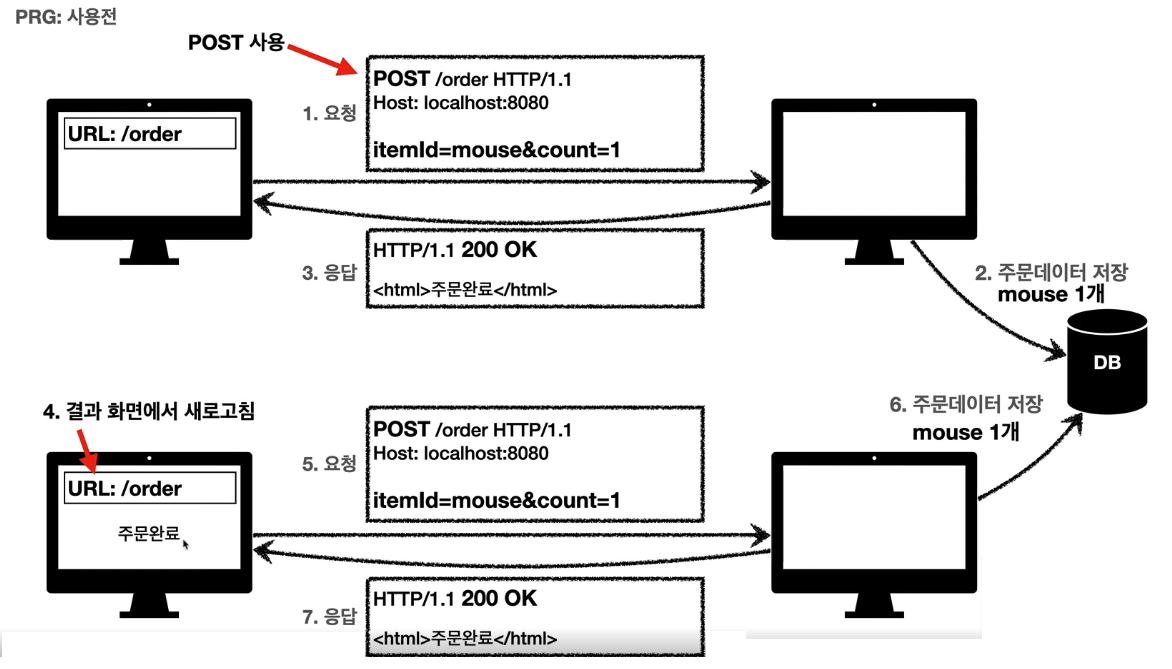 PRG: 사용전
POST 사용
POST /order HTTP/1.1
Host: localhost:8080
1. 요청
itemId=mouse&count=1
URL: /order
HTTP/1.1 200 OK
3. 응답
<html>주문완료</html>
2. 주문데이터 저장
mouse 1개
DB
4. 결과 화면에서 새로고침
URL: /order
주문완료
POST /order HTTP/1.1
Host: localhost:8080
5. 요청
itemId=mouse&count=1
6. 주문데이터 저장
mouse 1개
HTTP/1.1 200 OK
7. 응답
<html>주문완료</html>